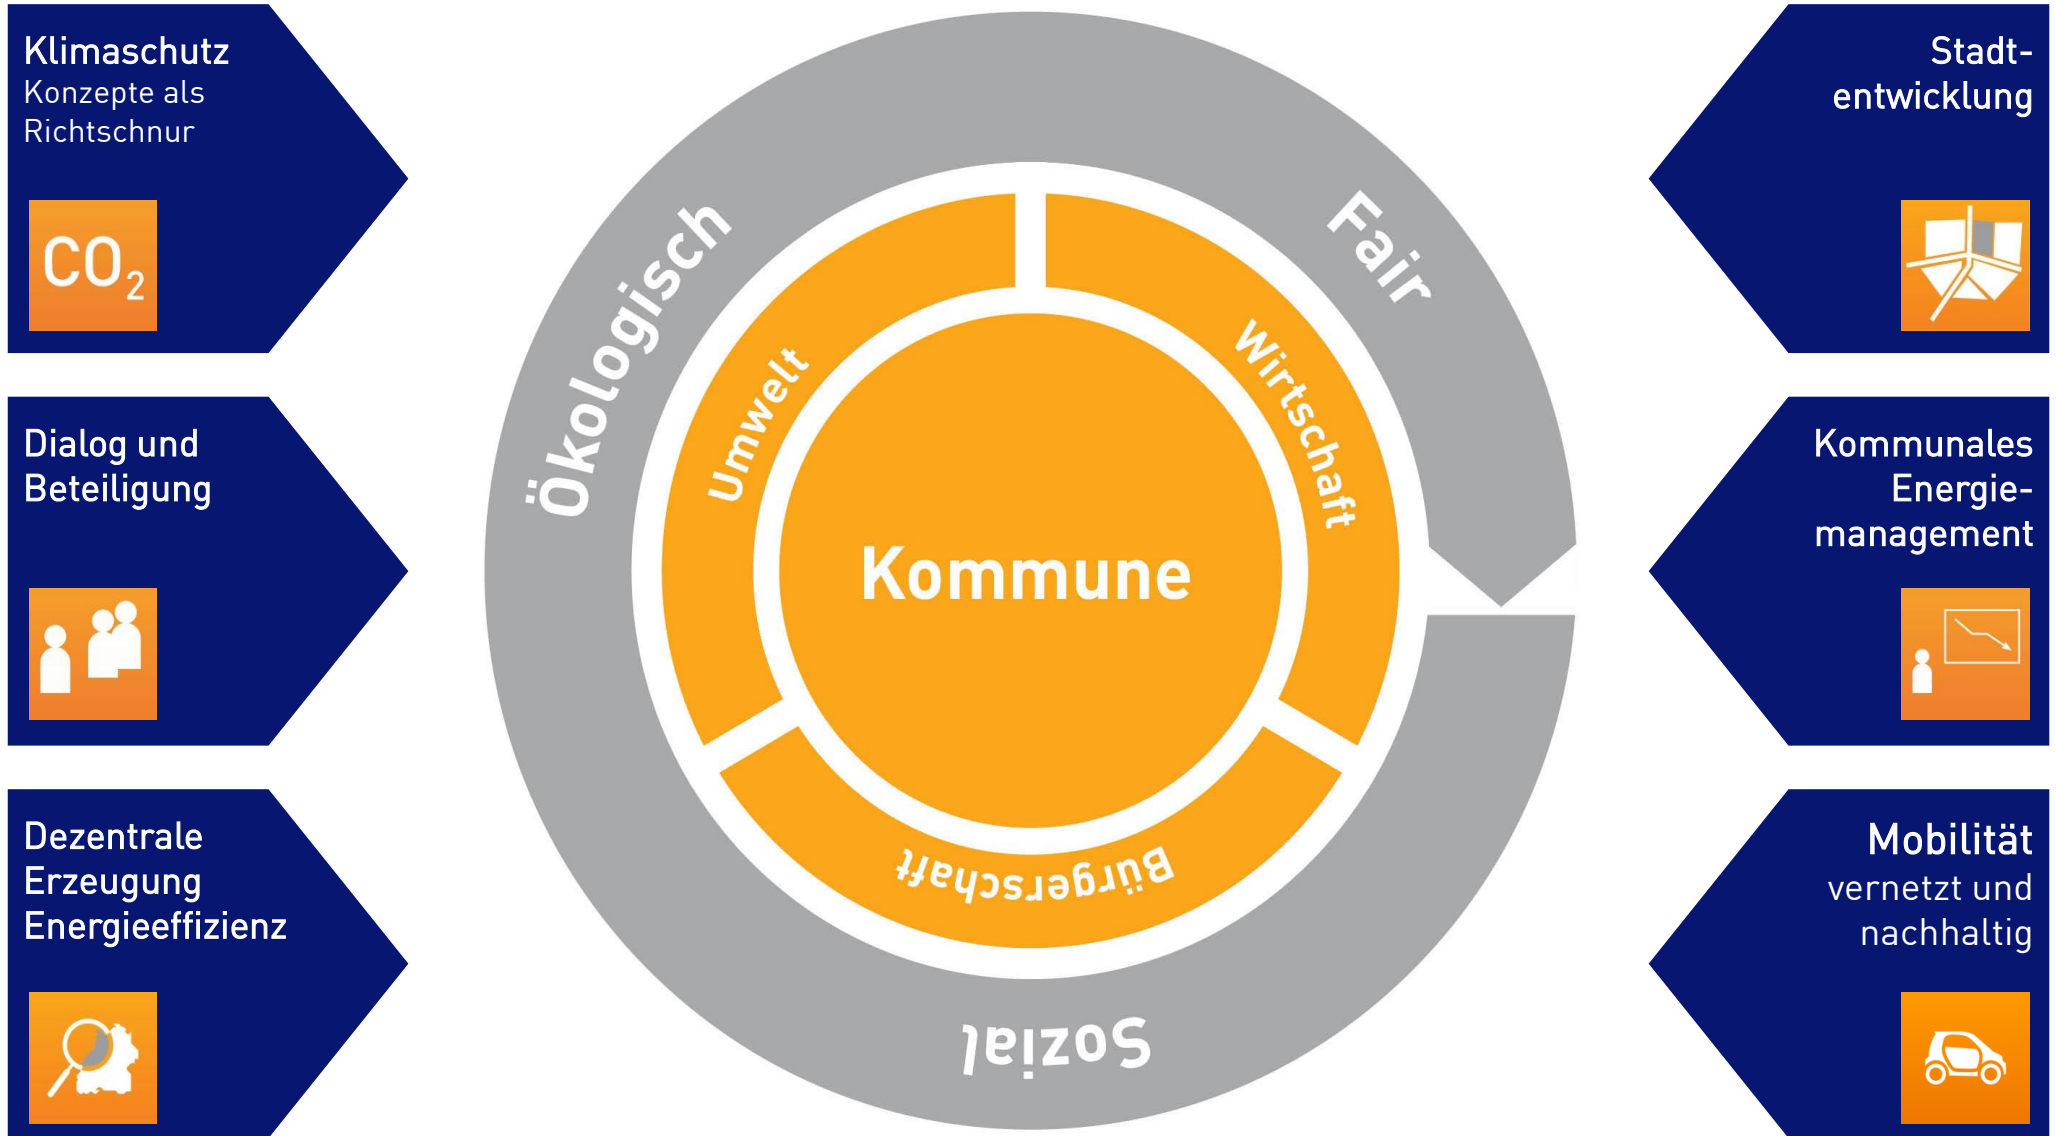 Klimaschutz
Konzepte als
Richtschnur
CO₂
Dialog und
Beteiligung
Dezentrale
Erzeugung
Energieeffizienz
Ökologisch
Fair
Sozial
Umwelt
Wirtschaft
Bürgerschaft
Kommune
Stadt-
entwicklung
Kommunales
Energie-
management
Mobilität
vernetzt und
nachhaltig